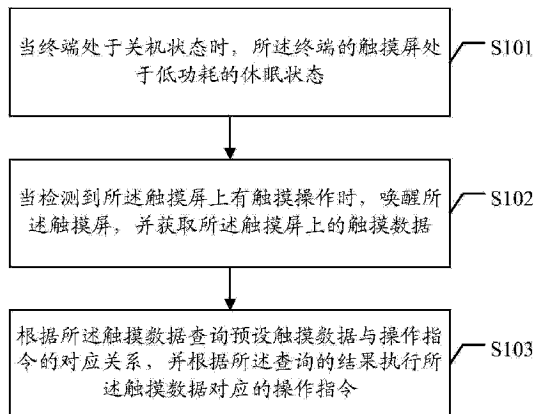 当终端处于关机状态时，所述终端的触摸屏处
于低功耗的休眠状态
S101
当检测到所述触摸屏上有触摸操作时，唤醒所
述触摸屏，并获取所述触摸屏上的触摸数据
S102
根据所述触摸数据查询预设触摸数据与操作指
令的对应关系，并根据所述查询的结果执行所
述触摸数据对应的操作指令
S103